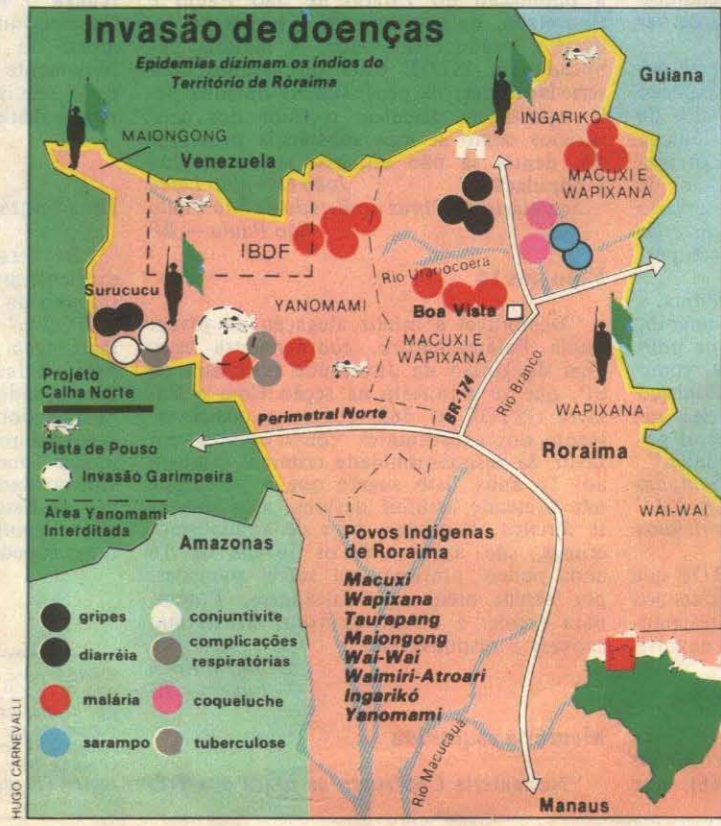 Invasão de doenças
Epidemias dizimam os índios do
Território de Roraima
Guiana
INGARIKO
MAIONGONG
Venezuela
MACUXI E
WAPIXANA
IBDF
Rio Uraricoera
Surucucu
YANOMAMI
Boa Vista
MACUXI E
WAPIXANA
Projeto
Calha Norte
BR-174
Rio Branco
Perimetral Norte
WAPIXANA
Pista de Pouso
Roraima
Invasão Garimpeira
Área Yanomami
Interditada
WAI-WAI
Amazonas
Povos Indígenas
de Roraima
Macuxi
Wapixana
Taurepang
Maiongong
Wai-Wai
Waimiri-Atroari
Ingarikó
Yanomami
gripes
conjuntivite
diarréia
complicações
respiratórias
malária
coqueluche
sarampo
tuberculose
Rio Macucaua
Manaus
HUGO CARNEVALLI